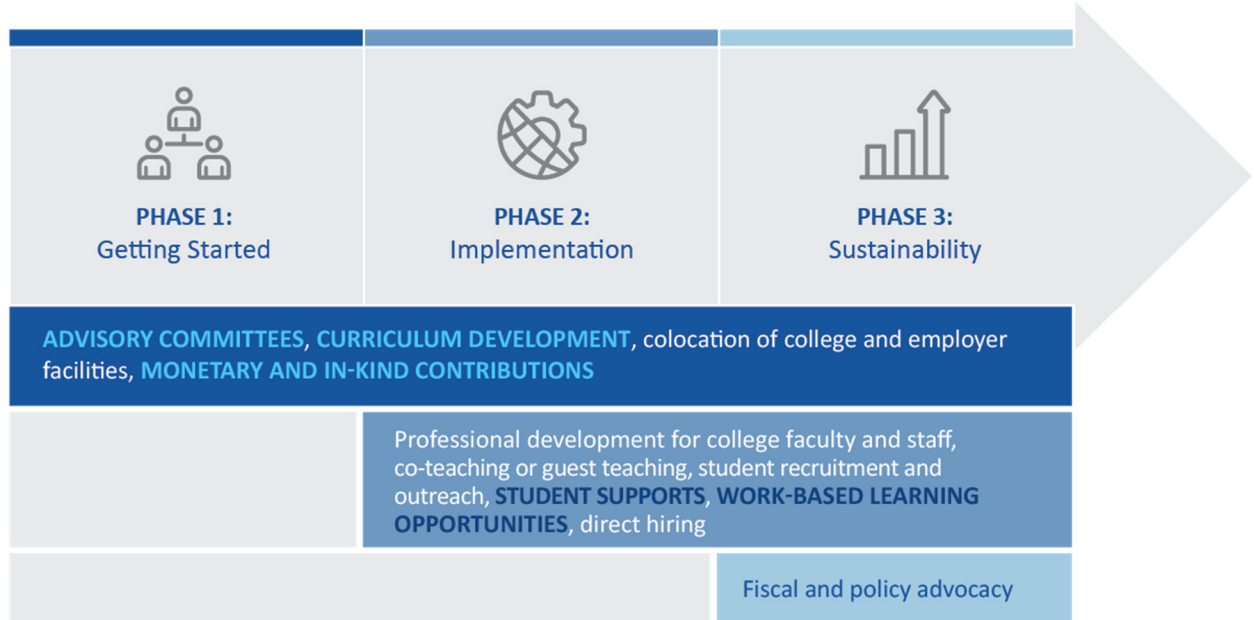 PHASE 1:
Getting Started
PHASE 2:
Implementation
PHASE 3:
Sustainability
ADVISORY COMMITTEES, CURRICULUM DEVELOPMENT, colocation of college and employer
facilities, MONETARY AND IN-KIND CONTRIBUTIONS
Professional development for college faculty and staff,
co-teaching or guest teaching, student recruitment and
outreach, STUDENT SUPPORTS, WORK-BASED LEARNING
OPPORTUNITIES, direct hiring
Fiscal and policy advocacy